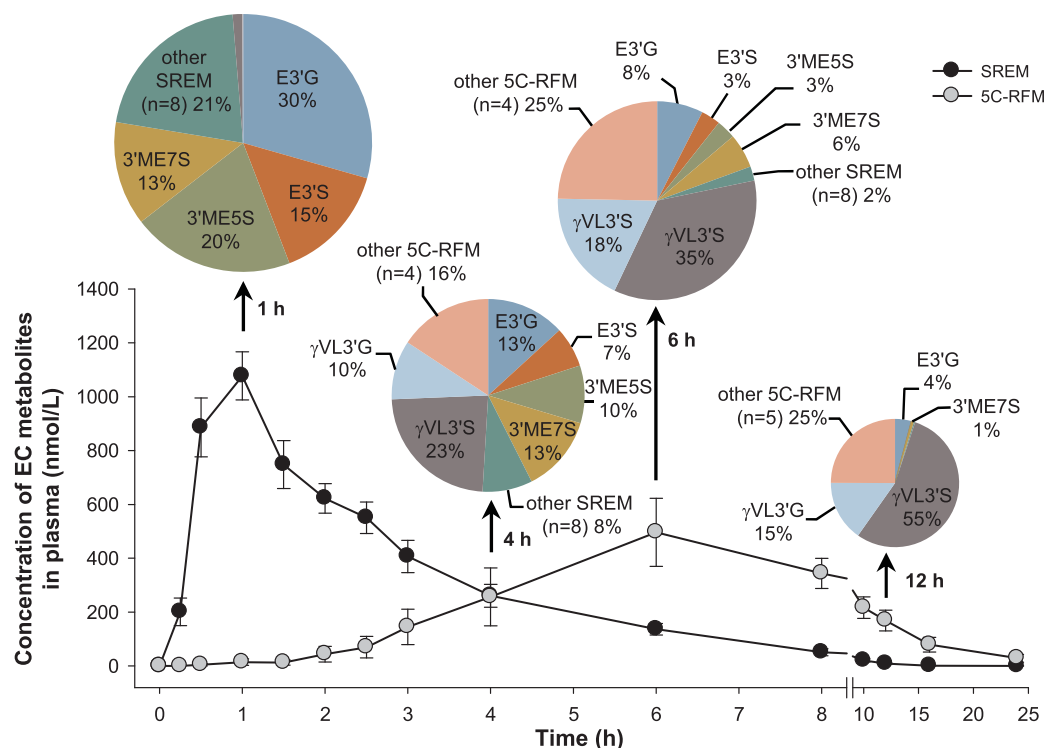 other
SREM
(n=8) 21%
E3'G
30%
3'ME7S
13%
E3'S
15%
3'ME5S
20%
1 h
other 5C-RFM
(n=4) 25%
E3'G
8%
E3'S
3%
3'ME5S
3%
3'ME7S
6%
other SREM
(n=8) 2%
γVL3'S
18%
γVL3'S
35%
6 h
SREM
5C-RFM
other 5C-RFM
(n=4) 16%
E3'G
13%
E3'S
7%
γVL3'G
10%
3'ME5S
10%
γVL3'S
23%
3'ME7S
13%
other SREM
(n=8) 8%
4 h
other 5C-RFM
(n=5) 25%
E3'G
4%
3'ME7S
1%
γVL3'G
15%
γVL3'S
55%
12 h
Concentration of EC metabolites
in plasma (nmol/L)
1400
1200
1000
800
600
400
200
0
0 1 2 3 4 5 6 7 8 10 15 20 25
Time (h)